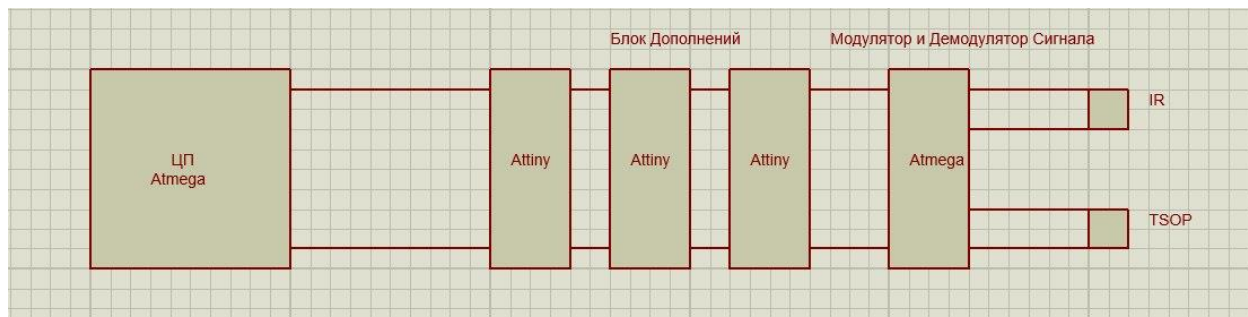 Блок Дополнений
Модулятор и Демодулятор Сигнала
ЦП
Atmega
Attiny
Attiny
Attiny
Atmega
IR
TSOP